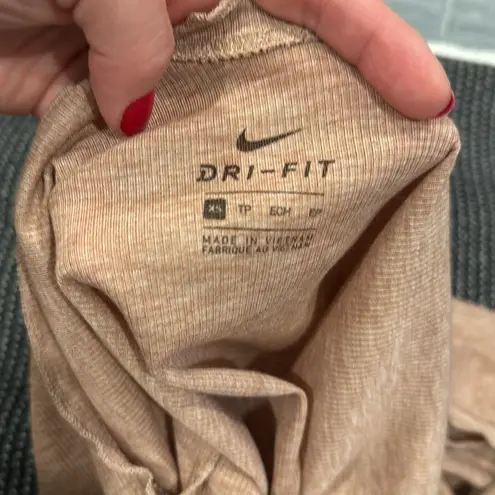 DRI-FIT
XS TP ECH EP
MADE IN VIETNAM
FABRIQUÉ AU VIETNAM